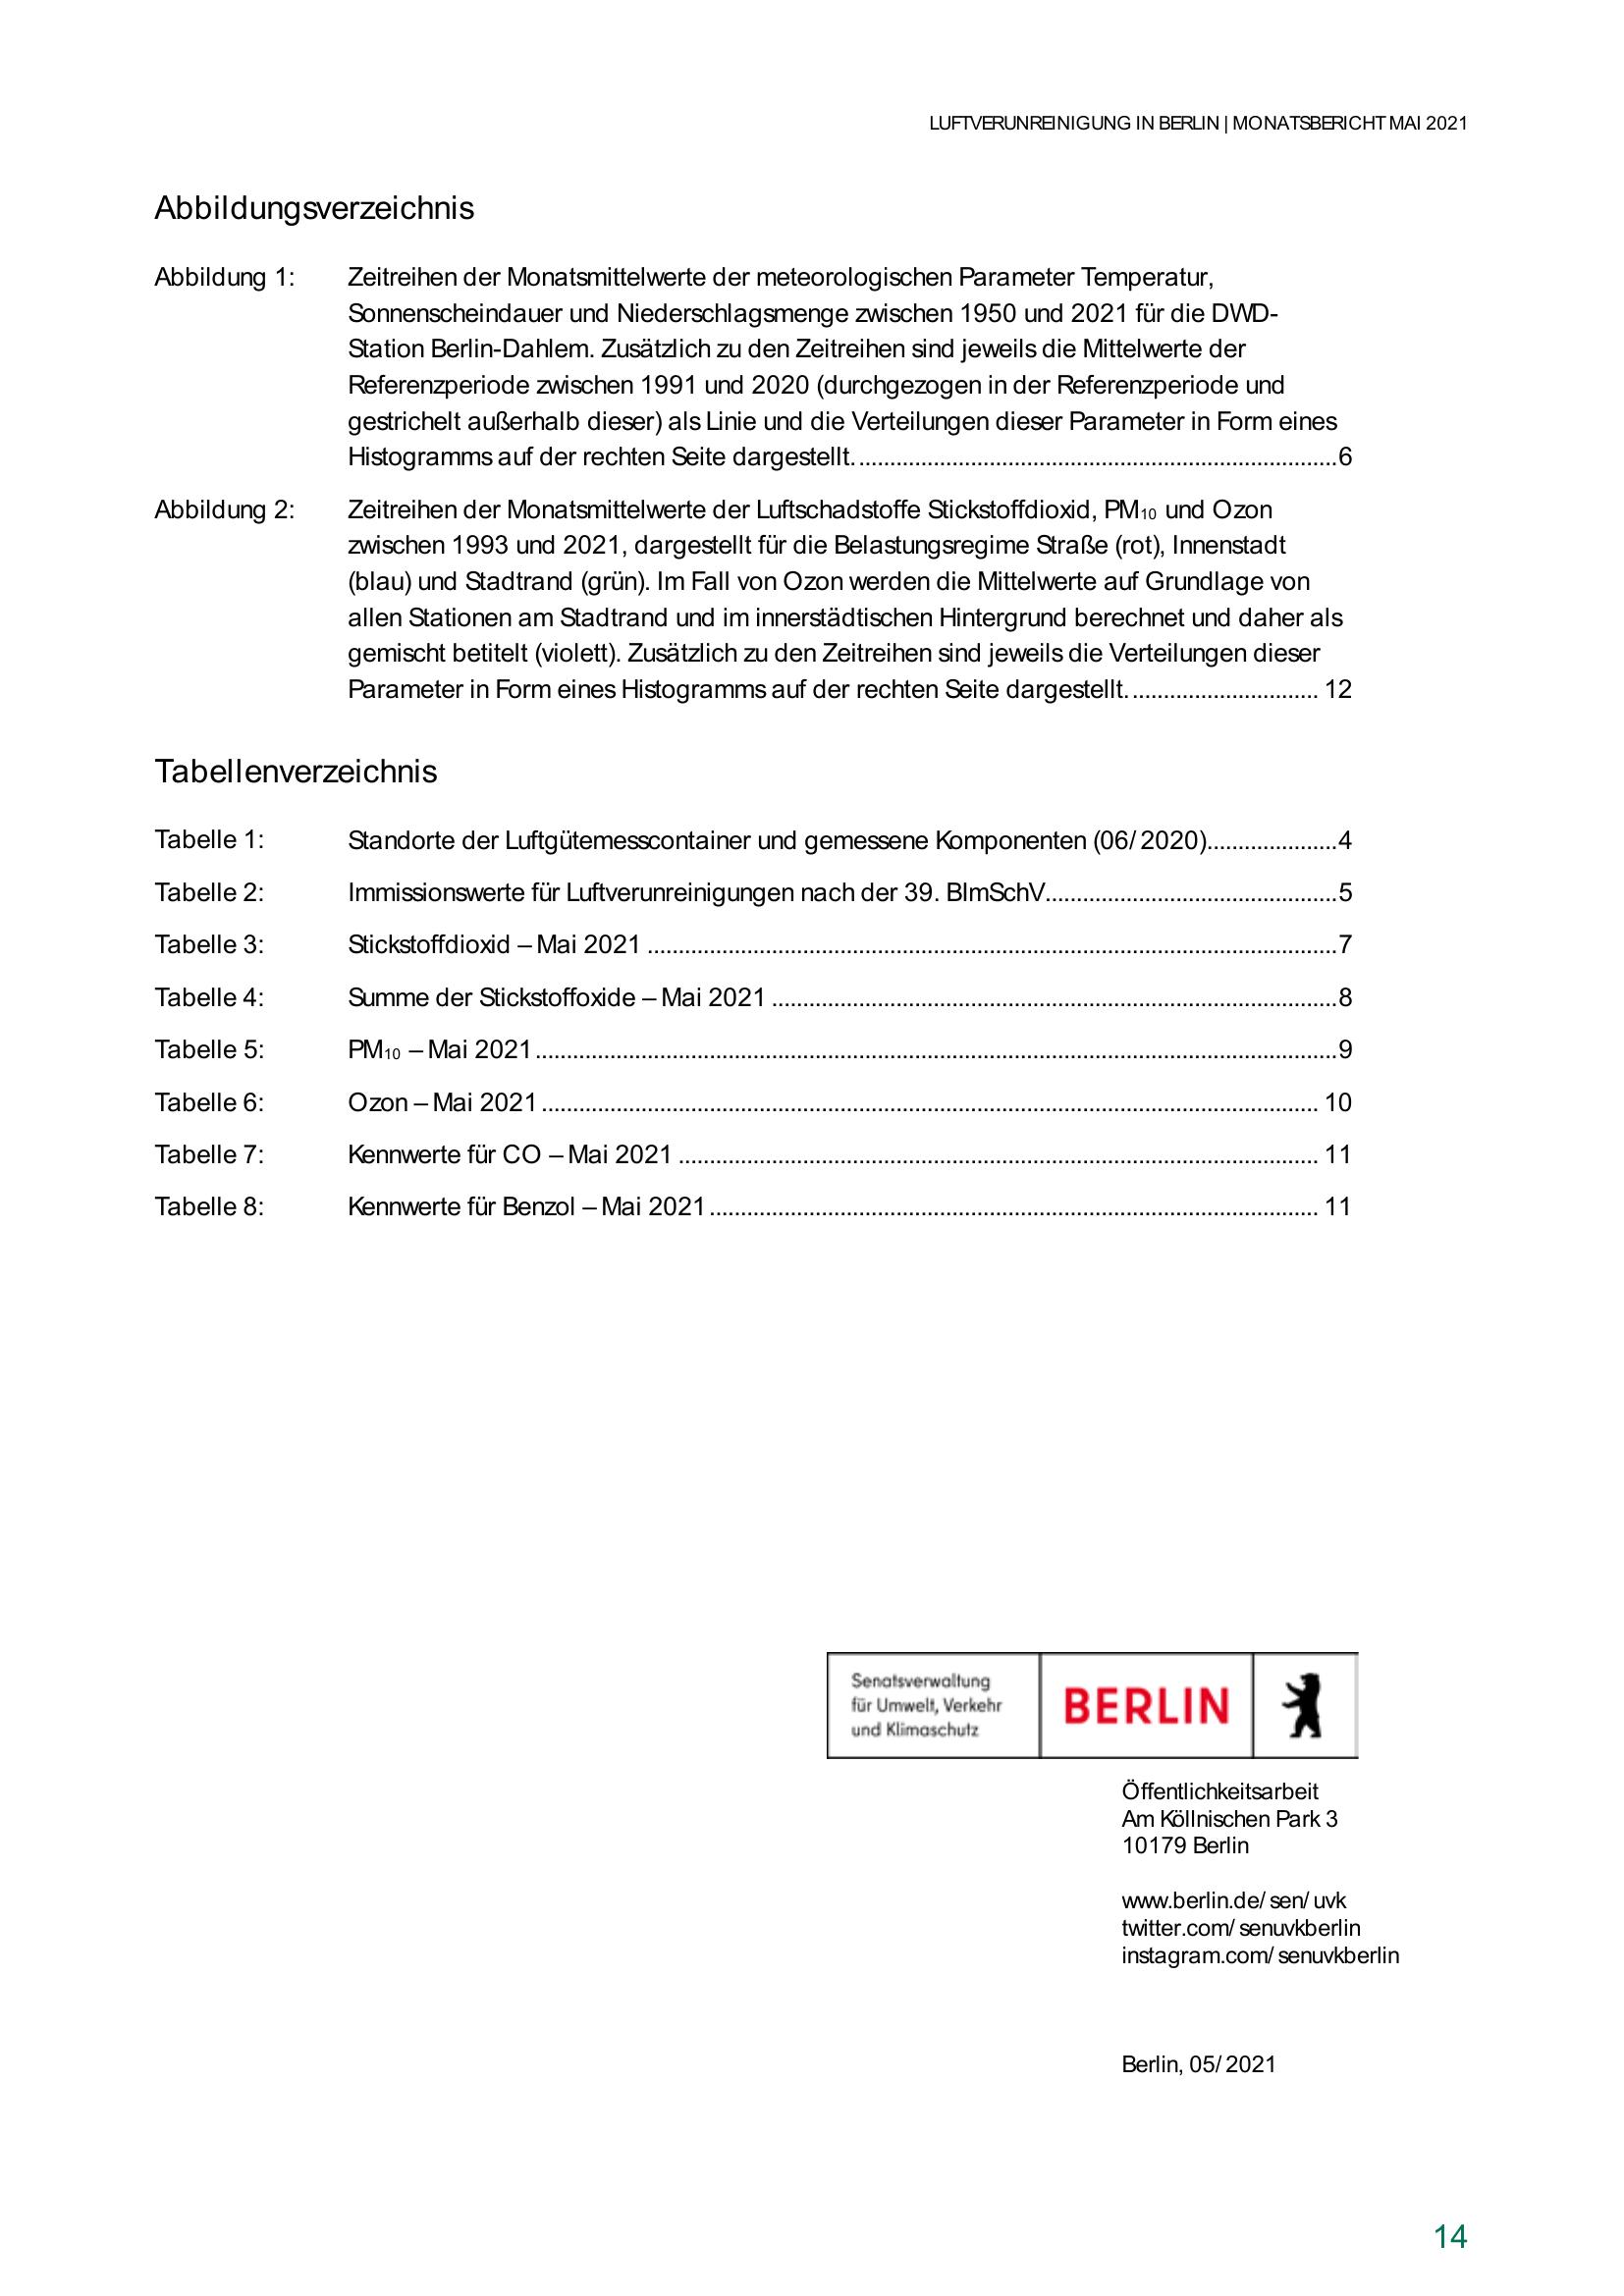 LUFTVERUNREINIGUNG IN BERLIN | MONATSBERICHT MAI 2021
Abbildungsverzeichnis
Abbildung 1: Zeitreihen der Monatsmittelwerte der meteorologischen Parameter Temperatur,
Sonnenscheindauer und Niederschlagsmenge zwischen 1950 und 2021 für die DWD-
Station Berlin-Dahlem. Zusätzlich zu den Zeitreihen sind jeweils die Mittelwerte der
Referenzperiode zwischen 1991 und 2020 (durchgezogen in der Referenzperiode und
gestrichelt außerhalb dieser) als Linie und die Verteilungen dieser Parameter in Form eines
Histogramms auf der rechten Seite dargestellt. ........................................................................... 6
Abbildung 2: Zeitreihen der Monatsmittelwerte der Luftschadstoffe Stickstoffdioxid, PM₁₀ und Ozon
zwischen 1993 und 2021, dargestellt für die Belastungsregime Straße (rot), Innenstadt
(blau) und Stadtrand (grün). Im Fall von Ozon werden die Mittelwerte auf Grundlage von
allen Stationen am Stadtrand und im innerstädtischen Hintergrund berechnet und daher als
gemischt betitelt (violett). Zusätzlich zu den Zeitreihen sind jeweils die Verteilungen dieser
Parameter in Form eines Histogramms auf der rechten Seite dargestellt. .............................. 12
Tabellenverzeichnis
Tabelle 1: Standorte der Luftgütemesscontainer und gemessene Komponenten (06/2020)..................... 4
Tabelle 2: Immissionswerte für Luftverunreinigungen nach der 39. BImSchV.............................................. 5
Tabelle 3: Stickstoffdioxid – Mai 2021 ............................................................................................................. 7
Tabelle 4: Summe der Stickstoffoxide – Mai 2021 ......................................................................................... 8
Tabelle 5: PM₁₀ – Mai 2021 .............................................................................................................................. 9
Tabelle 6: Ozon – Mai 2021 ........................................................................................................................... 10
Tabelle 7: Kennwerte für CO – Mai 2021 ..................................................................................................... 11
Tabelle 8: Kennwerte für Benzol – Mai 2021 ................................................................................................ 11
Senatsverwaltung
für Umwelt, Verkehr
und Klimaschutz
BERLIN
Öffentlichkeitsarbeit
Am Köllnischen Park 3
10179 Berlin
www.berlin.de/sen/uvk
twitter.com/senuvkberlin
instagram.com/senuvkberlin
Berlin, 05/2021
14